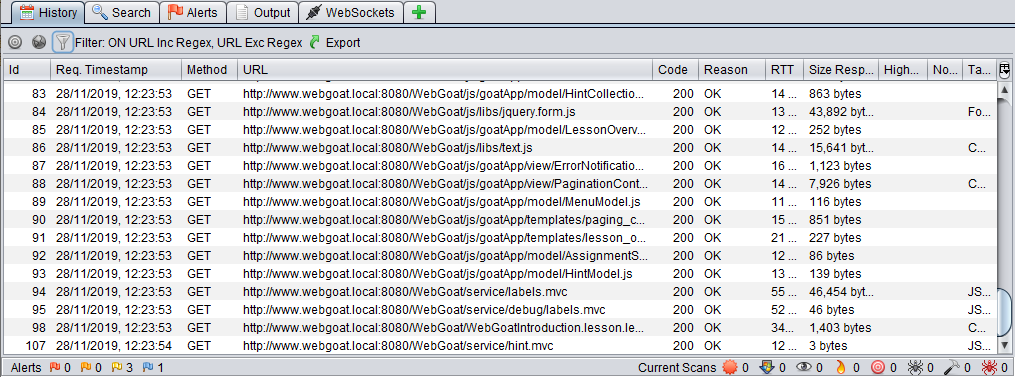 History Search Alerts Output WebSockets
Filter: ON URL Inc Regex, URL Exc Regex Export
Id Req. Timestamp Method URL Code Reason RTT Size Resp... High... No... Ta...
83 28/11/2019, 12:23:53 GET http://www.webgoat.local:8080/WebGoat/js/goatApp/model/HintCollectio... 200 OK 14 ... 863 bytes
84 28/11/2019, 12:23:53 GET http://www.webgoat.local:8080/WebGoat/js/libs/jquery.form.js 200 OK 13 ... 43,892 byt... Fo...
85 28/11/2019, 12:23:53 GET http://www.webgoat.local:8080/WebGoat/js/goatApp/model/LessonOverv... 200 OK 12 ... 252 bytes
86 28/11/2019, 12:23:53 GET http://www.webgoat.local:8080/WebGoat/js/libs/text.js 200 OK 14 ... 15,641 byt... C...
87 28/11/2019, 12:23:53 GET http://www.webgoat.local:8080/WebGoat/js/goatApp/view/ErrorNotificatio... 200 OK 16 ... 1,123 bytes
88 28/11/2019, 12:23:53 GET http://www.webgoat.local:8080/WebGoat/js/goatApp/view/PaginationCont... 200 OK 14 ... 7,926 bytes C...
89 28/11/2019, 12:23:53 GET http://www.webgoat.local:8080/WebGoat/js/goatApp/model/MenuModel.js 200 OK 11 ... 116 bytes
90 28/11/2019, 12:23:53 GET http://www.webgoat.local:8080/WebGoat/js/goatApp/templates/paging_c... 200 OK 15 ... 851 bytes
91 28/11/2019, 12:23:53 GET http://www.webgoat.local:8080/WebGoat/js/goatApp/templates/lesson_o... 200 OK 21 ... 227 bytes
92 28/11/2019, 12:23:53 GET http://www.webgoat.local:8080/WebGoat/js/goatApp/model/AssignmentS... 200 OK 12 ... 86 bytes
93 28/11/2019, 12:23:53 GET http://www.webgoat.local:8080/WebGoat/js/goatApp/model/HintModel.js 200 OK 13 ... 139 bytes
94 28/11/2019, 12:23:53 GET http://www.webgoat.local:8080/WebGoat/service/labels.mvc 200 OK 55 ... 46,454 byt... JS...
95 28/11/2019, 12:23:53 GET http://www.webgoat.local:8080/WebGoat/service/debug/labels.mvc 200 OK 52 ... 46 bytes JS...
98 28/11/2019, 12:23:53 GET http://www.webgoat.local:8080/WebGoat/WebGoatIntroduction.lesson.le... 200 OK 34... 1,403 bytes C...
107 28/11/2019, 12:23:54 GET http://www.webgoat.local:8080/WebGoat/service/hint.mvc 200 OK 12 ... 3 bytes JS...
Alerts 0 0 3 1 Current Scans 0 0 0 0 0 0 0 0